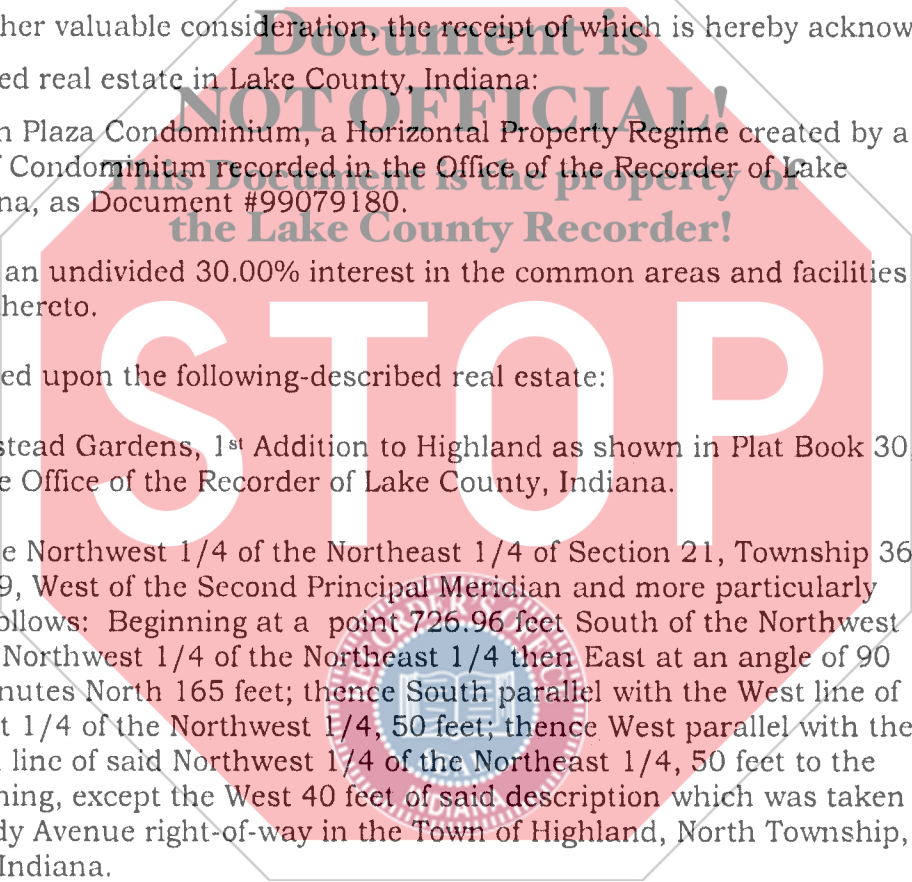 her valuable consideration, the receipt of which is hereby acknow
ed real estate in Lake County, Indiana:
n Plaza Condominium, a Horizontal Property Regime created by a
f Condominium recorded in the Office of the Recorder of Lake
na, as Document #99079180.
an undivided 30.00% interest in the common areas and facilities
hereto.
ed upon the following-described real estate:
stead Gardens, 1st Addition to Highland as shown in Plat Book 30,
e Office of the Recorder of Lake County, Indiana.
e Northwest 1/4 of the Northeast 1/4 of Section 21, Township 36
9, West of the Second Principal Meridian and more particularly
ollows: Beginning at a point 726.96 feet South of the Northwest
Northwest 1/4 of the Northeast 1/4 then East at an angle of 90
nutes North 165 feet; thence South parallel with the West line of
t 1/4 of the Northwest 1/4, 50 feet; thence West parallel with the
line of said Northwest 1/4 of the Northeast 1/4, 50 feet to the
ning, except the West 40 feet of said description which was taken
dy Avenue right-of-way in the Town of Highland, North Township,
Indiana.
Document is
NOT OFFICIAL!
This Document is the property of
the Lake County Recorder!
STOP
RECORDER'S OFFICE
INDIANA